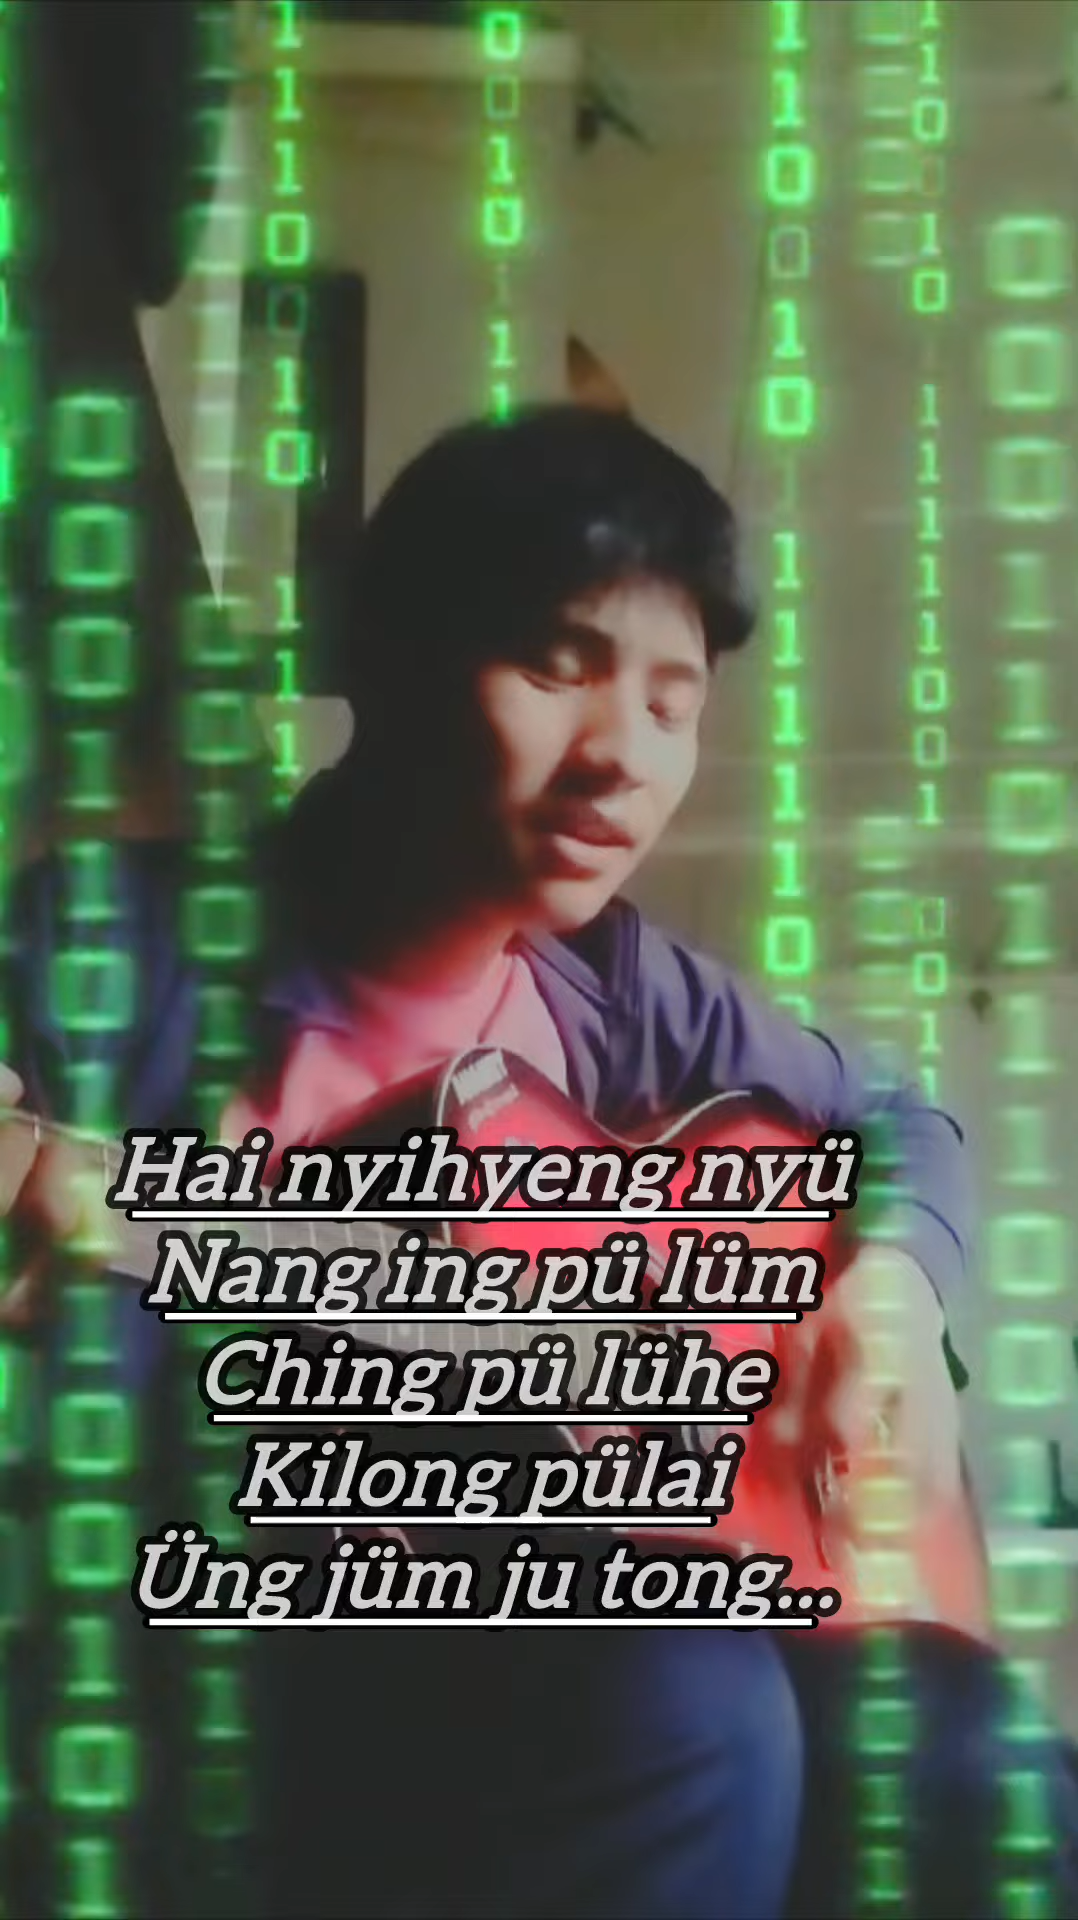 Hai nyihyeng nyü
Nang ing pü lüm
Ching pü lühe
Kilong pülai
Üng jüm ju tong...